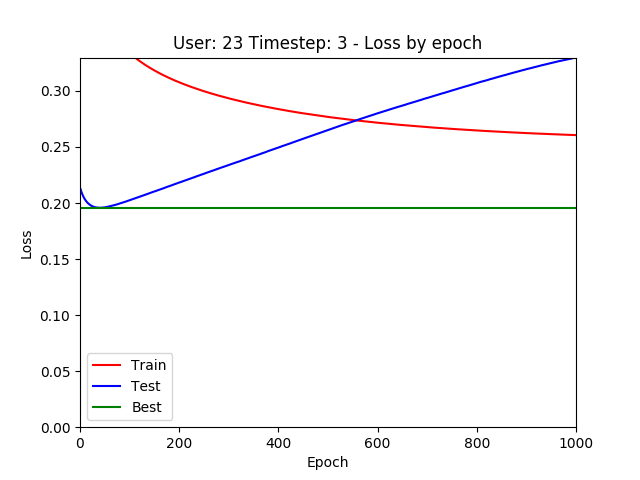 User: 23 Timestep: 3 - Loss by epoch
Loss
0.30
0.25
0.20
0.15
0.10
0.05
0.00
Train
Test
Best
0 200 400 600 800 1000
Epoch